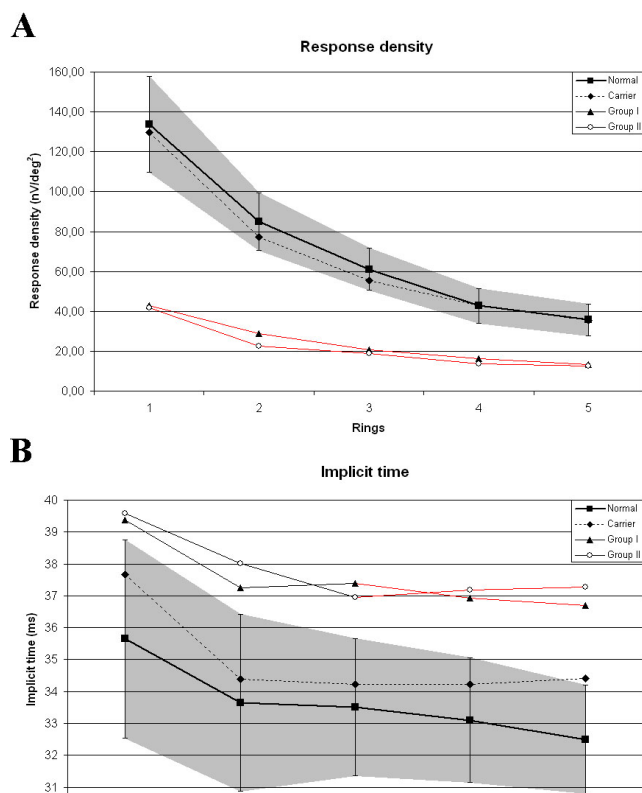 A
Response density
160,00
140,00
120,00
100,00
80,00
60,00
40,00
20,00
0,00
Response density (nV/deg²)
1 2 3 4 5
Rings
Normal
Carrier
Group I
Group II
B
Implicit time
40
39
38
37
36
35
34
33
32
31
Implicit time (ms)
Normal
Carrier
Group I
Group II